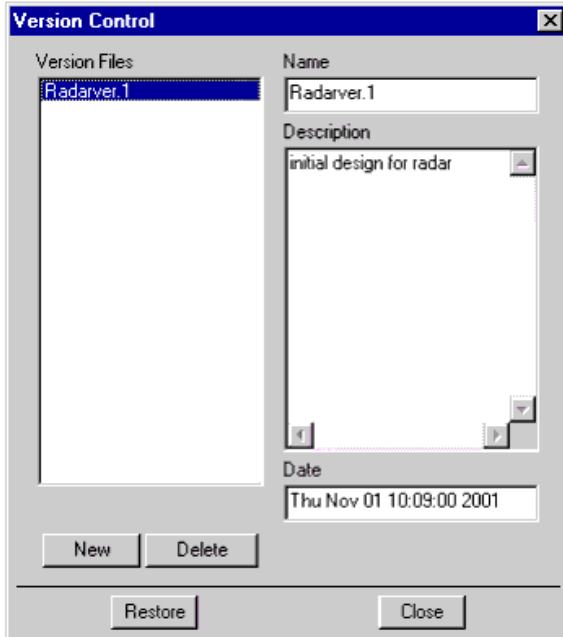 Version Control
Version Files
Radarver.1
Name
Radarver.1
Description
initial design for radar
Date
Thu Nov 01 10:09:00 2001
New
Delete
Restore
Close